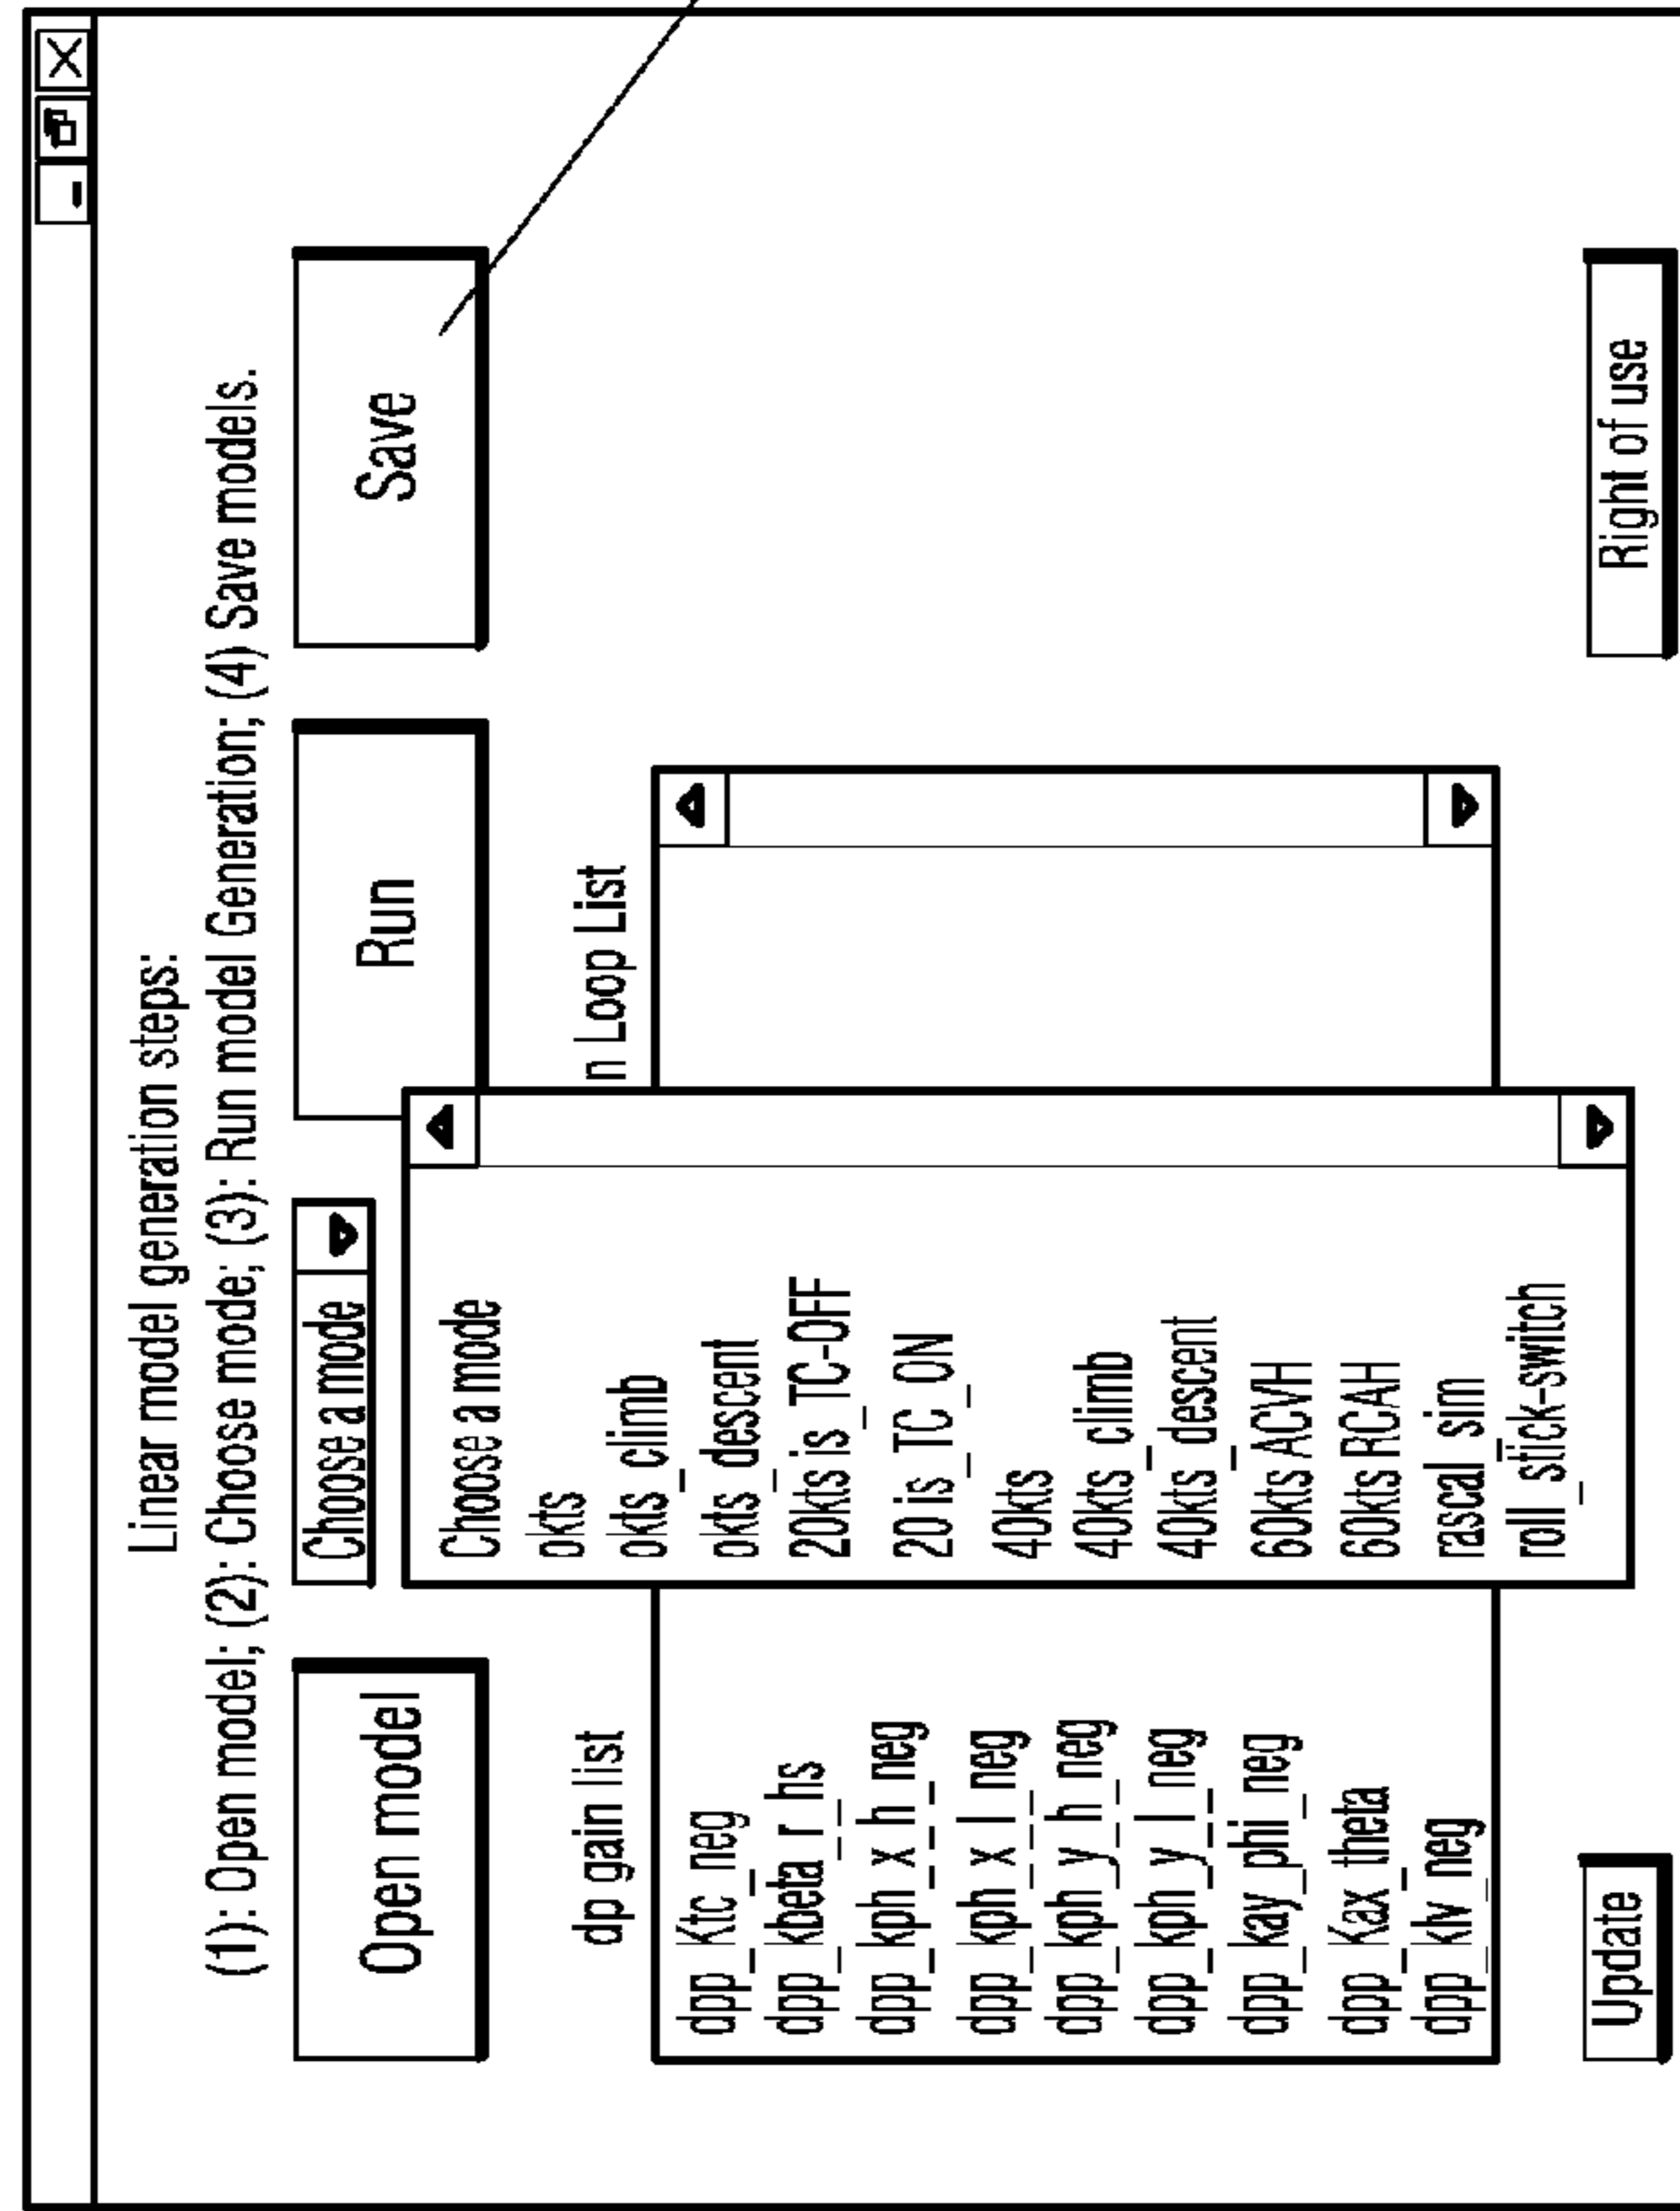 Linear model generation steps:
(1): Open model; (2): Choose mode; (3): Run model Generation; (4) Save models.
Open model
Choose a mode
Run
Save
dp gain list
n Loop List
dpp_Ktc_neg
dpp_kbeta_r_hs
dpp_kph_x_h_neg
dpp_kph_x_l_neg
dpp_kph_y_h_neg
dpp_kph_y_l_neg
dpp_kay_phi_neg
dpp_Kax_theta
dpp_klv_neg
Choose a mode
okts
okts_climb
okts_descent
20kts is_TC-OFF
20 is_TC_ON
40kts
40kts_climb
40kts_descent
60kts ACVH
60kts RCAH
rascal_sim
roll_stick-switch
Update
Right of use